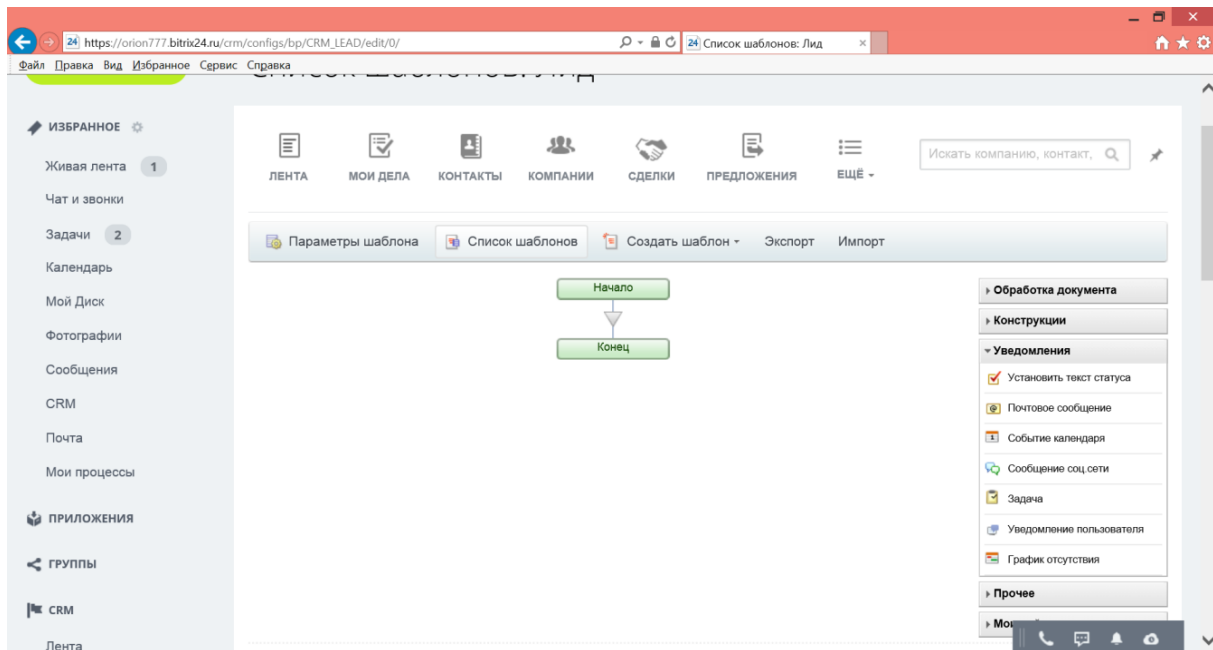 https://orion777.bitrix24.ru/crm/configs/bp/CRM_LEAD/edit/0/
24 Список шаблонов: Лид
Файл Правка Вид Избранное Сервис Справка
Список шаблонов: Лид
ИЗБРАННОЕ
Живая лента 1
Чат и звонки
Задачи 2
Календарь
Мой Диск
Фотографии
Сообщения
CRM
Почта
Мои процессы
ПРИЛОЖЕНИЯ
ГРУППЫ
CRM
Лента
ЛЕНТА МОИ ДЕЛА КОНТАКТЫ КОМПАНИИ СДЕЛКИ ПРЕДЛОЖЕНИЯ ЕЩЁ
Искать компанию, контакт,
Параметры шаблона Список шаблонов Создать шаблон Экспорт Импорт
Начало
Конец
Обработка документа
Конструкции
Уведомления
Установить текст статуса
Почтовое сообщение
Событие календаря
Сообщение соц.сети
Задача
Уведомление пользователя
График отсутствия
Прочее